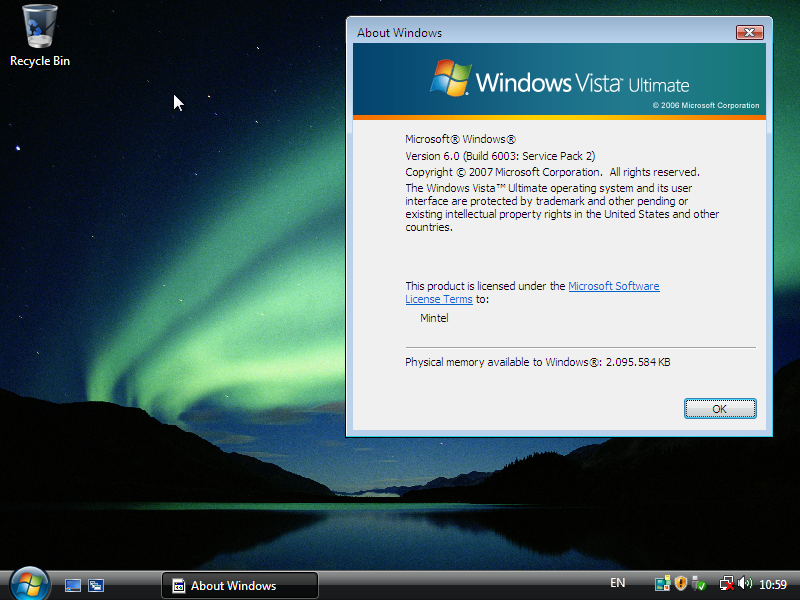 Recycle Bin
About Windows
Windows Vista™ Ultimate
© 2006 Microsoft Corporation
Microsoft® Windows®
Version 6.0 (Build 6003: Service Pack 2)
Copyright © 2007 Microsoft Corporation. All rights reserved.
The Windows Vista™ Ultimate operating system and its user
interface are protected by trademark and other pending or
existing intellectual property rights in the United States and other
countries.
This product is licensed under the Microsoft Software
License Terms to:
Mintel
Physical memory available to Windows®: 2.095.584 KB
OK
About Windows
EN
10:59